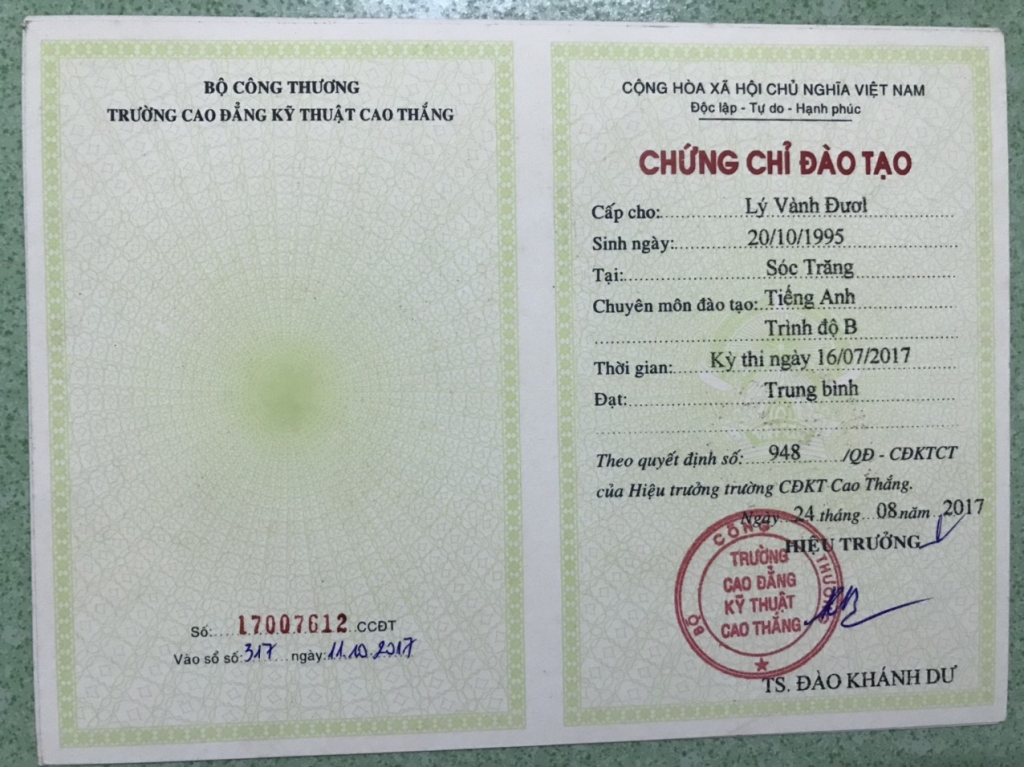 BỘ CÔNG THƯƠNG
TRƯỜNG CAO ĐẲNG KỸ THUẬT CAO THẮNG
Số: 17007612 CCĐT
Vào sổ số: 317 ngày: 11.10.2017
CỘNG HÒA XÃ HỘI CHỦ NGHĨA VIỆT NAM
Độc lập - Tự do - Hạnh phúc
CHỨNG CHỈ ĐÀO TẠO
Cấp cho: Lý Vành Đươl
Sinh ngày: 20/10/1995
Tại: Sóc Trăng
Chuyên môn đào tạo: Tiếng Anh
Trình độ B
Thời gian: Kỳ thi ngày 16/07/2017
Đạt: Trung bình
Theo quyết định số: 948 /QĐ - CĐKTCT
của Hiệu trưởng trường CĐKT Cao Thắng.
Ngày 24 tháng 08 năm 2017
HIỆU TRƯỞNG
BỘ CÔNG THƯƠNG
TRƯỜNG
CAO ĐẲNG
KỸ THUẬT
CAO THẮNG
TS. ĐÀO KHÁNH DƯ